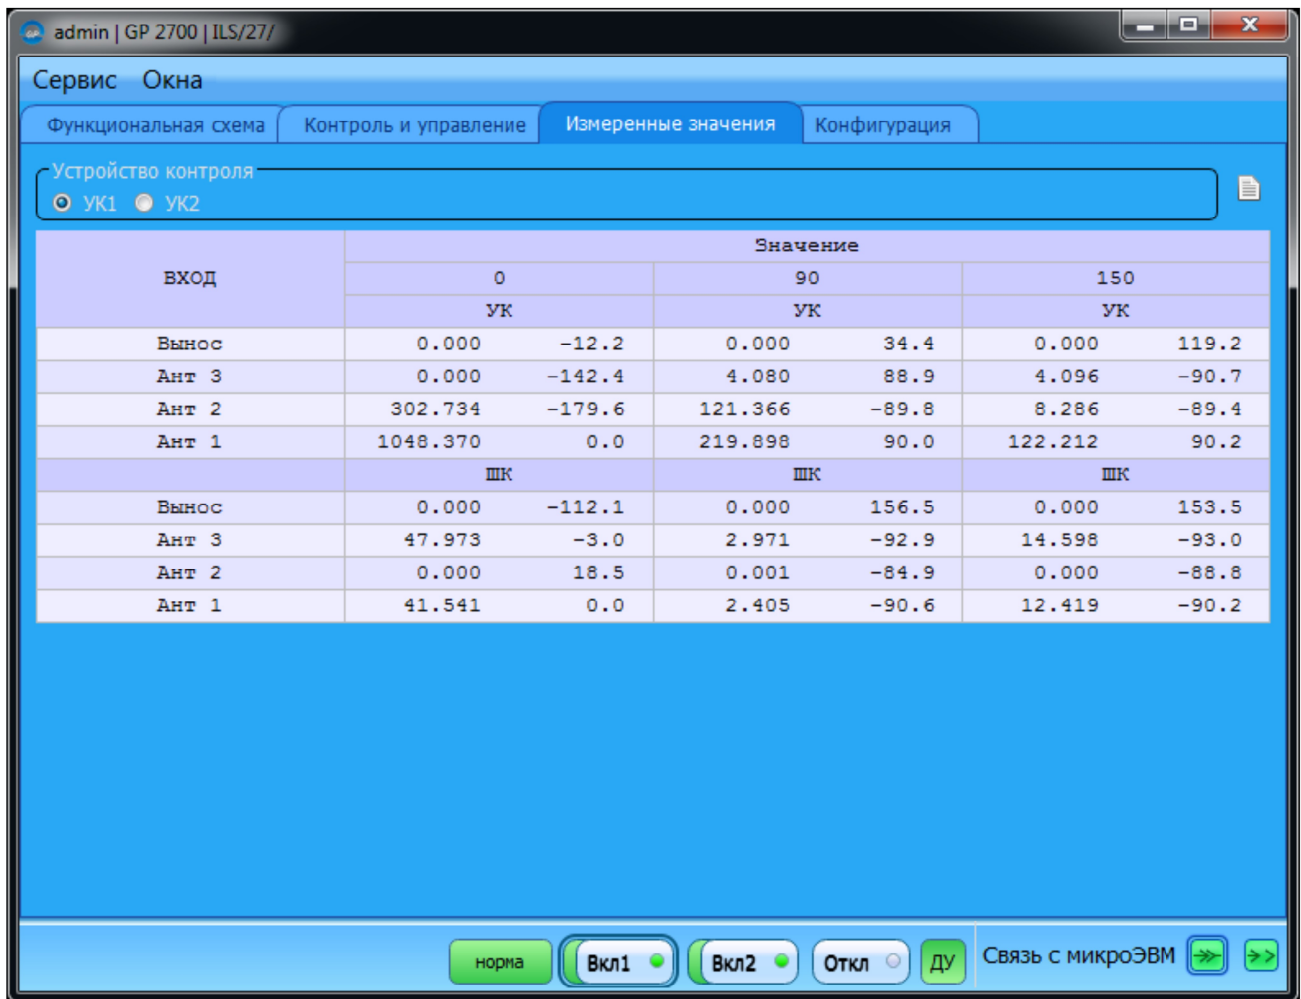 admin | GP 2700 | ILS/27/
Сервис Окна
Функциональная схема Контроль и управление Измеренные значения Конфигурация
Устройство контроля
УК1 УК2
ВХОД Значение
0 90 150
УК УК УК
Вынос 0.000 -12.2 0.000 34.4 0.000 119.2
Ант 3 0.000 -142.4 4.080 88.9 4.096 -90.7
Ант 2 302.734 -179.6 121.366 -89.8 8.286 -89.4
Ант 1 1048.370 0.0 219.898 90.0 122.212 90.2
ШК ШК ШК
Вынос 0.000 -112.1 0.000 156.5 0.000 153.5
Ант 3 47.973 -3.0 2.971 -92.9 14.598 -93.0
Ант 2 0.000 18.5 0.001 -84.9 0.000 -88.8
Ант 1 41.541 0.0 2.405 -90.6 12.419 -90.2
норма Вкл1 Вкл2 Откл ДУ Связь с микроЭВМ